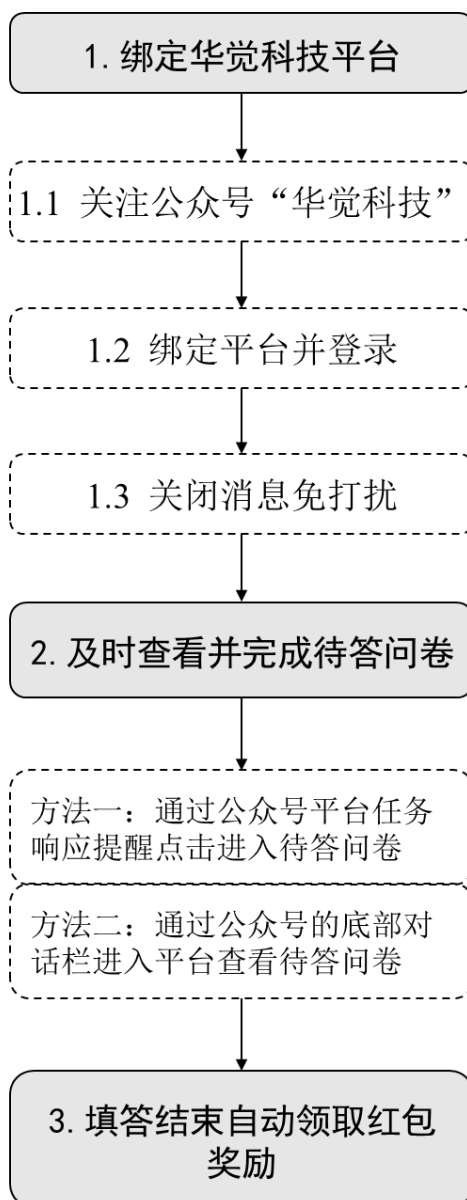 1. 绑定华觉科技平台
1.1 关注公众号“华觉科技”
1.2 绑定平台并登录
1.3 关闭消息免打扰
2. 及时查看并完成待答问卷
方法一：通过公众号平台任务
响应提醒点击进入待答问卷
方法二：通过公众号的底部对
话栏进入平台查看待答问卷
3. 填答结束自动领取红包
奖励